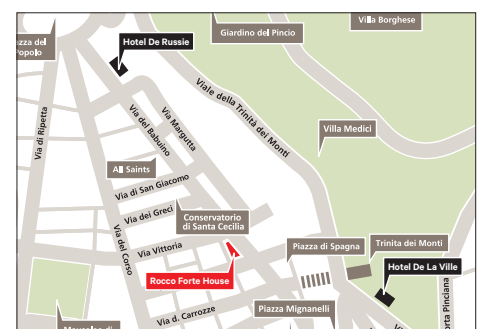 Villa Borghese
Giardino del Pincio
zza del
Popolo
Hotel De Russie
Viale della Trinità dei Monti
Via di Ripetta
Via del Babuino
Via Margutta
Villa Medici
All Saints
Via di San Giacomo
Via dei Greci
Conservatorio
di Santa Cecilia
Via del Corso
Via Vittoria
Piazza di Spagna
Trinita dei Monti
Hotel De La Ville
Rocco Forte House
Via d. Carrozze
Piazza Mignanelli
orta Pinciana